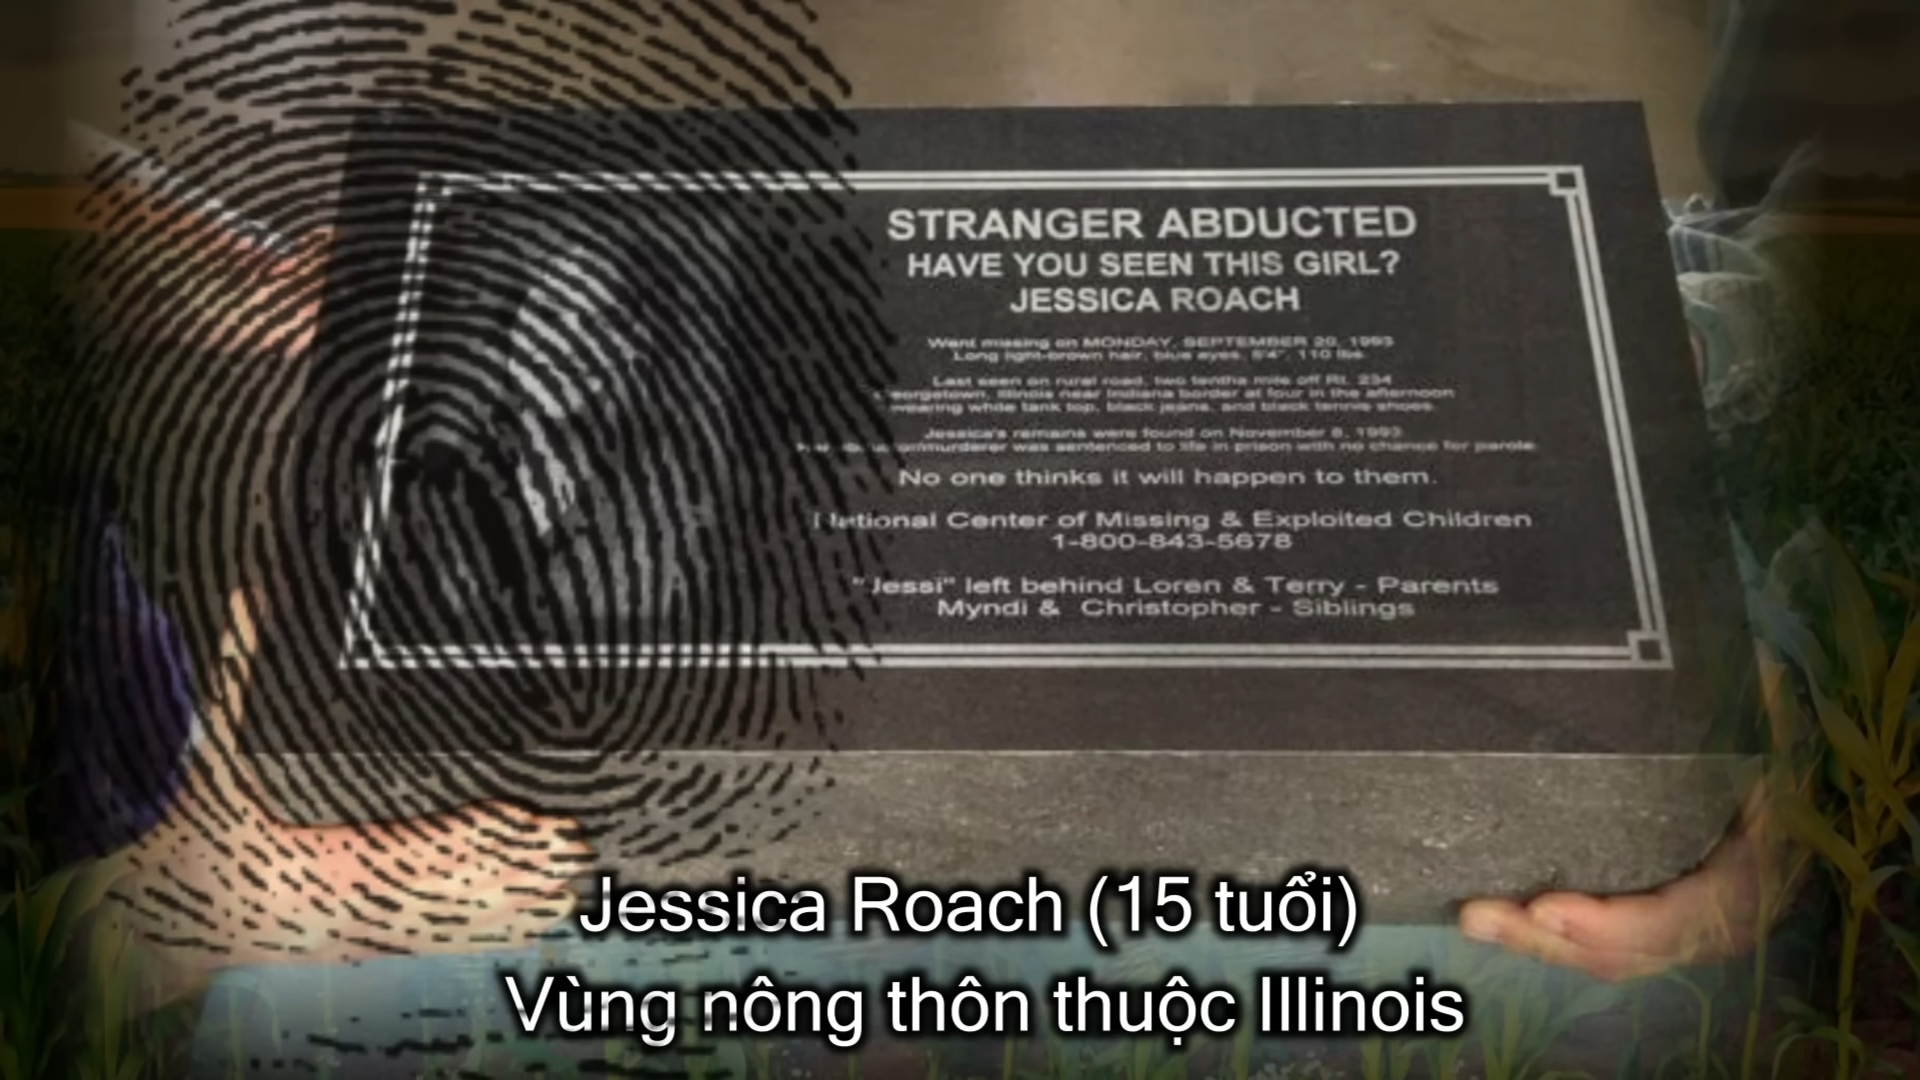 STRANGER ABDUCTED
HAVE YOU SEEN THIS GIRL?
JESSICA ROACH
Went missing on MONDAY, SEPTEMBER 20, 1993
Long light-brown hair, blue eyes, 5'4", 110 lbs
Last seen on rural road, two tenths mile off Rt. 234
Illinois near Indiana border at four in the afternoon
wearing white tank top, black jeans, and black tennis shoes.
Jessica's remains were found on November 8, 1993
was sentenced to life in prison with no chance for parole
No one thinks it will happen to them.
National Center of Missing & Exploited Children
1-800-843-5678
"Jessi" left behind Loren & Terry - Parents
Myndi & Christopher - Siblings
Jessica Roach (15 tuổi)
Vùng nông thôn thuộc Illinois